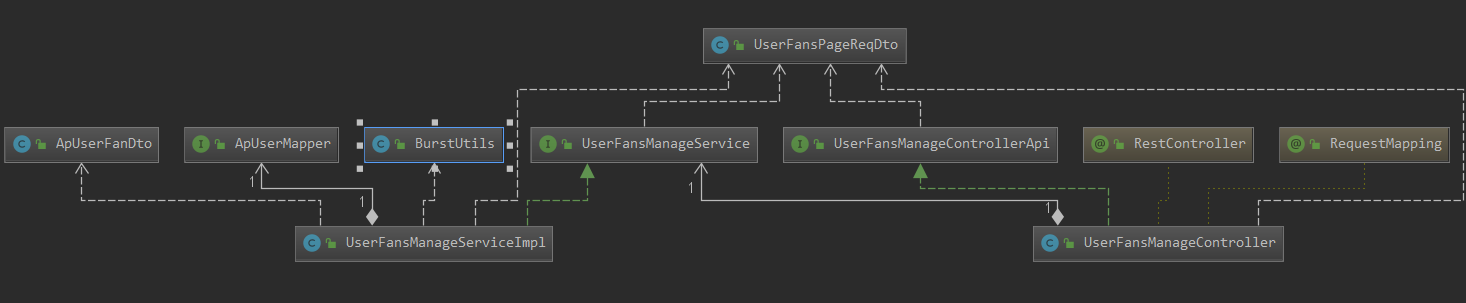 C UserFansPageReqDto
C ApUserFanDto
I ApUserMapper
C BurstUtils
I UserFansManageService
I UserFansManageControllerApi
@ RestController
@ RequestMapping
1
1
1
1
C UserFansManageServiceImpl
C UserFansManageController